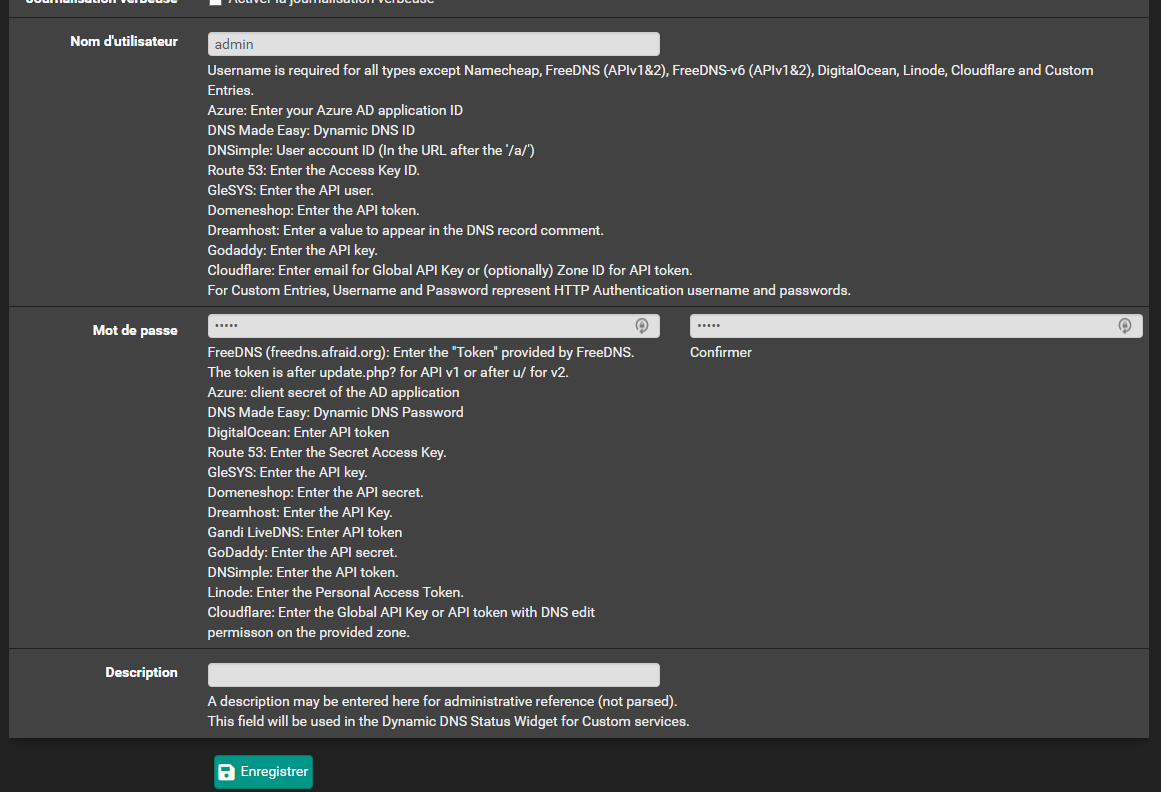 Journalisation verbeuse
Activer la journalisation verbeuse
Nom d'utilisateur
admin
Username is required for all types except Namecheap, FreeDNS (APIv1&2), FreeDNS-v6 (APIv1&2), DigitalOcean, Linode, Cloudflare and Custom
Entries.
Azure: Enter your Azure AD application ID
DNS Made Easy: Dynamic DNS ID
DNSimple: User account ID (In the URL after the '/a/')
Route 53: Enter the Access Key ID.
GleSYS: Enter the API user.
Domeneshop: Enter the API token.
Dreamhost: Enter a value to appear in the DNS record comment.
Godaddy: Enter the API key.
Cloudflare: Enter email for Global API Key or (optionally) Zone ID for API token.
For Custom Entries, Username and Password represent HTTP Authentication username and passwords.
Mot de passe
•••••
•••••
FreeDNS (freedns.afraid.org): Enter the "Token" provided by FreeDNS.
Confirmer
The token is after update.php? for API v1 or after u/ for v2.
Azure: client secret of the AD application
DNS Made Easy: Dynamic DNS Password
DigitalOcean: Enter API token
Route 53: Enter the Secret Access Key.
GleSYS: Enter the API key.
Domeneshop: Enter the API secret.
Dreamhost: Enter the API Key.
Gandi LiveDNS: Enter API token
GoDaddy: Enter the API secret.
DNSimple: Enter the API token.
Linode: Enter the Personal Access Token.
Cloudflare: Enter the Global API Key or API token with DNS edit
permisson on the provided zone.
Description
A description may be entered here for administrative reference (not parsed).
This field will be used in the Dynamic DNS Status Widget for Custom services.
Enregistrer